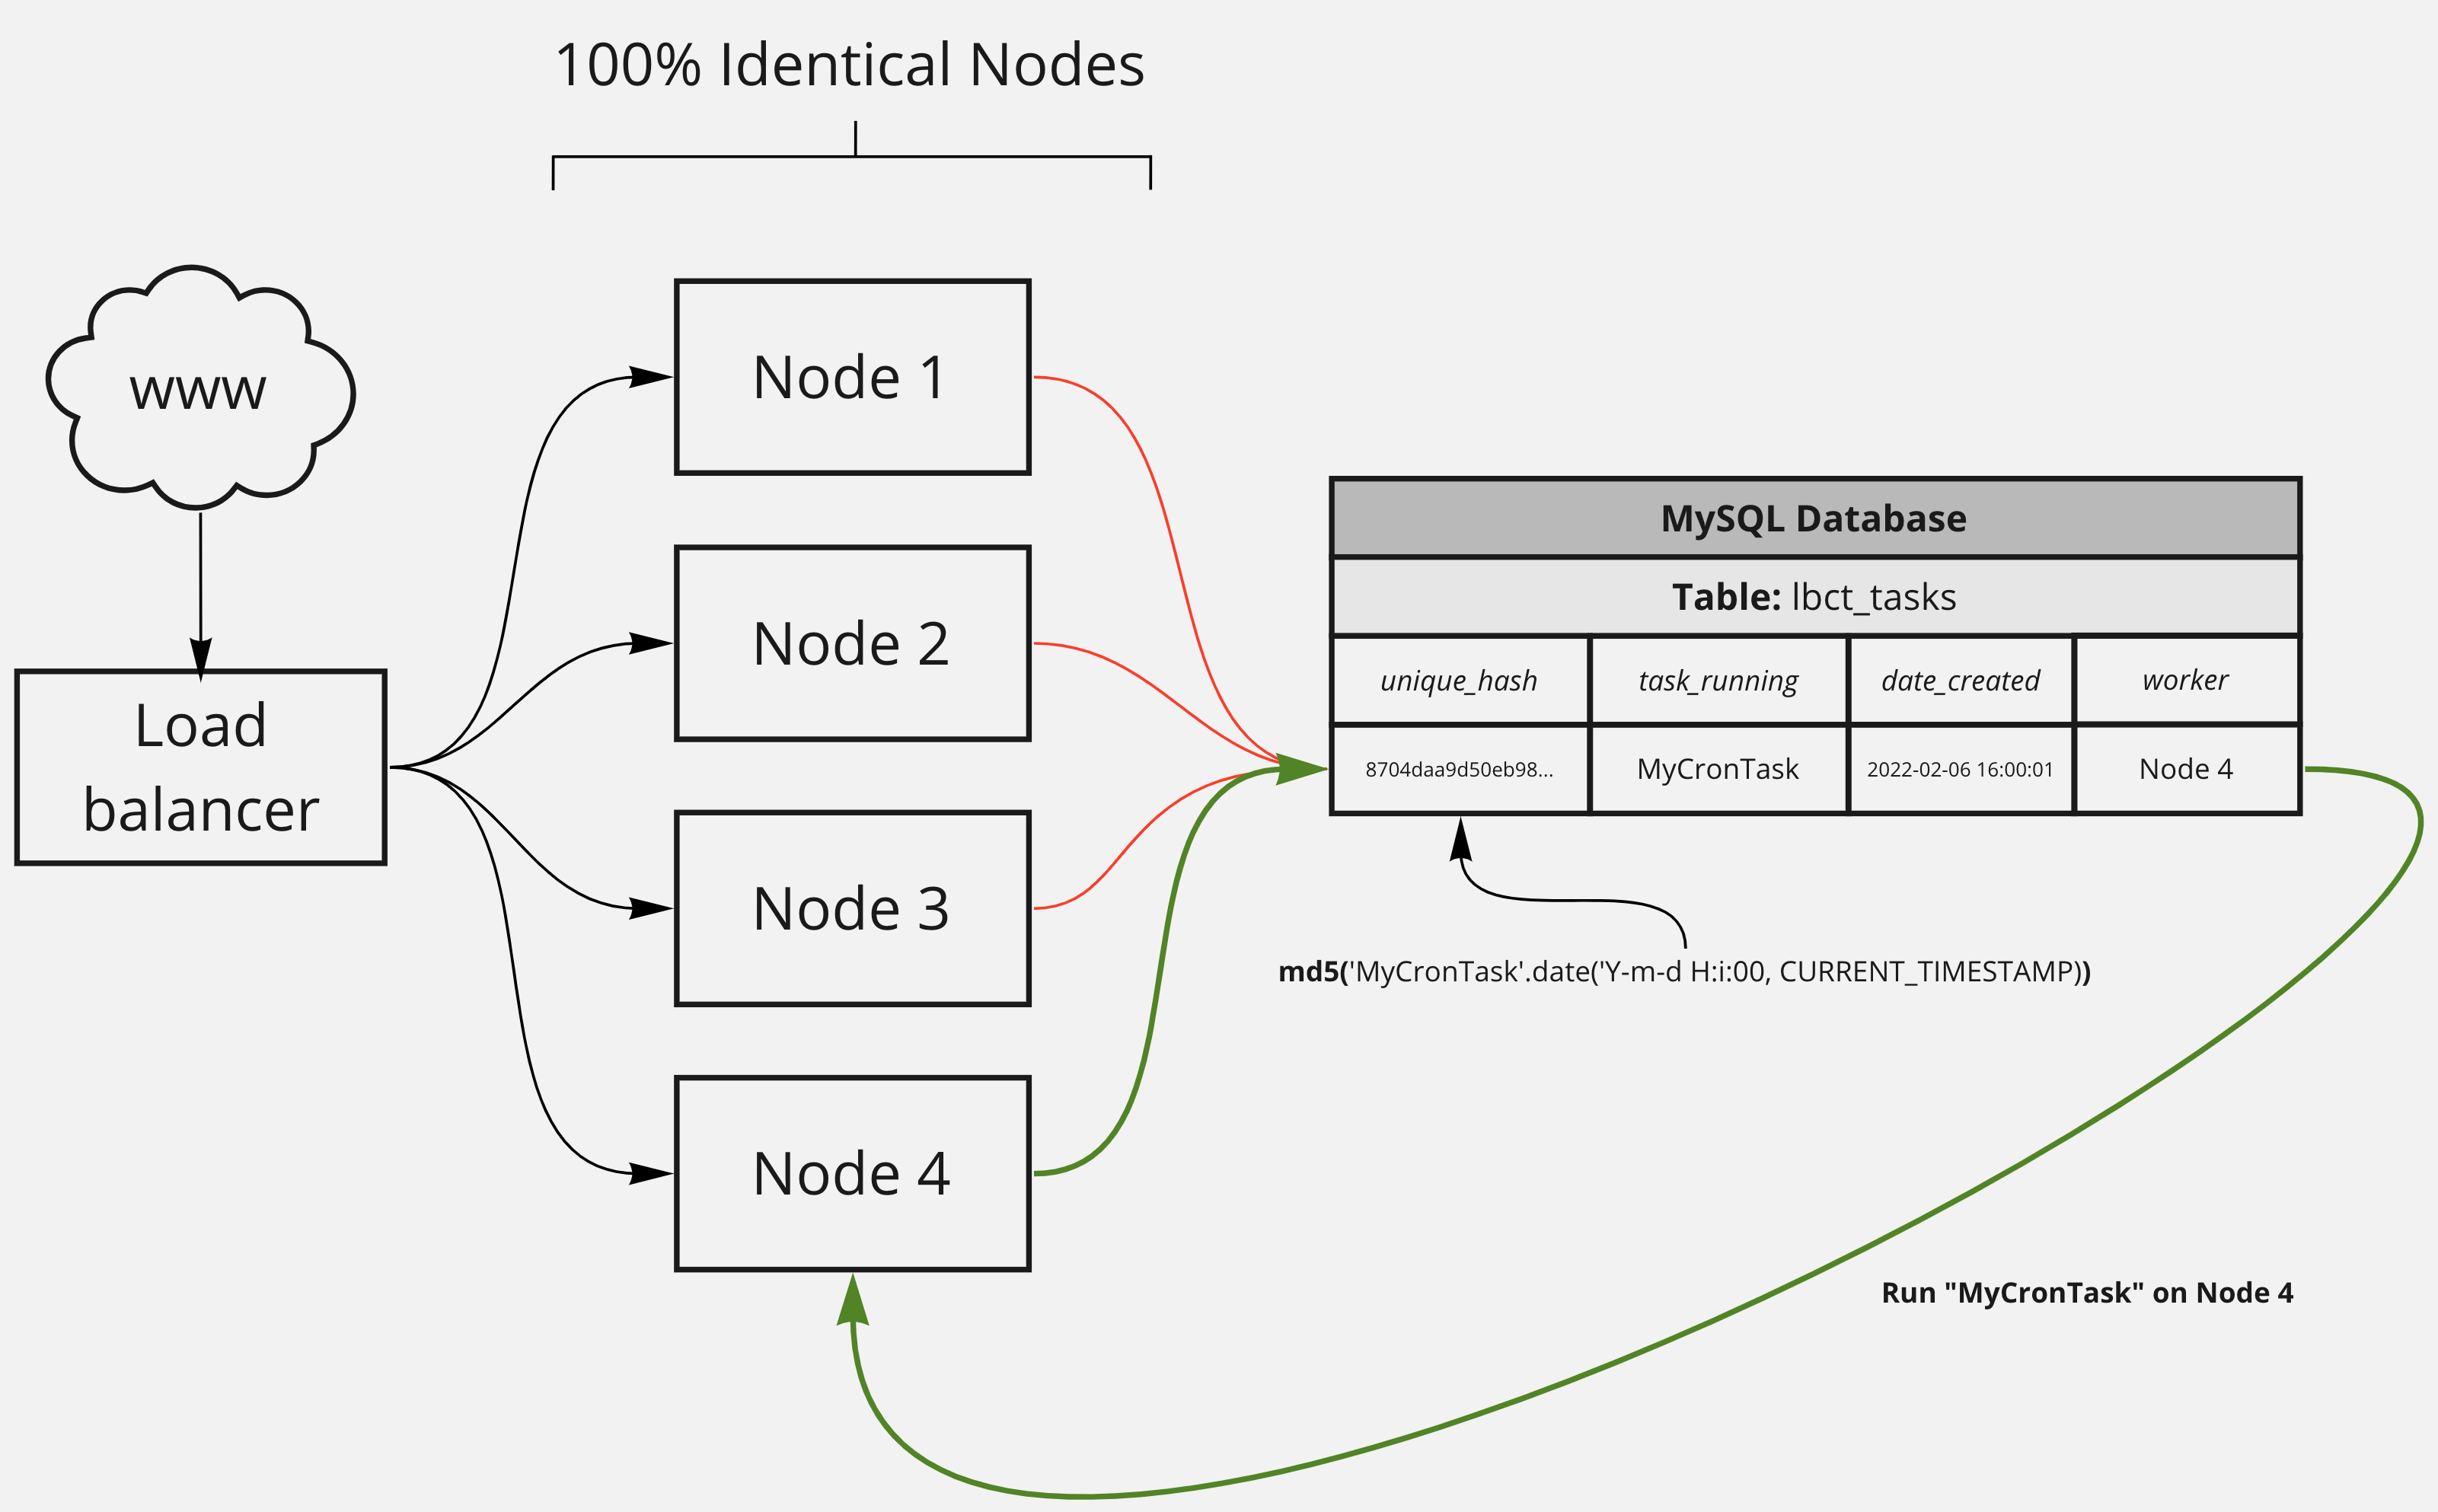 100% Identical Nodes
www
Load
balancer
Node 1
Node 2
Node 3
Node 4
MySQL Database
Table: lbct_tasks
unique_hash task_running date_created worker
8704daa9d50eb98... MyCronTask 2022-02-06 16:00:01 Node 4
md5('MyCronTask'.date('Y-m-d H:i:00, CURRENT_TIMESTAMP))
Run "MyCronTask" on Node 4